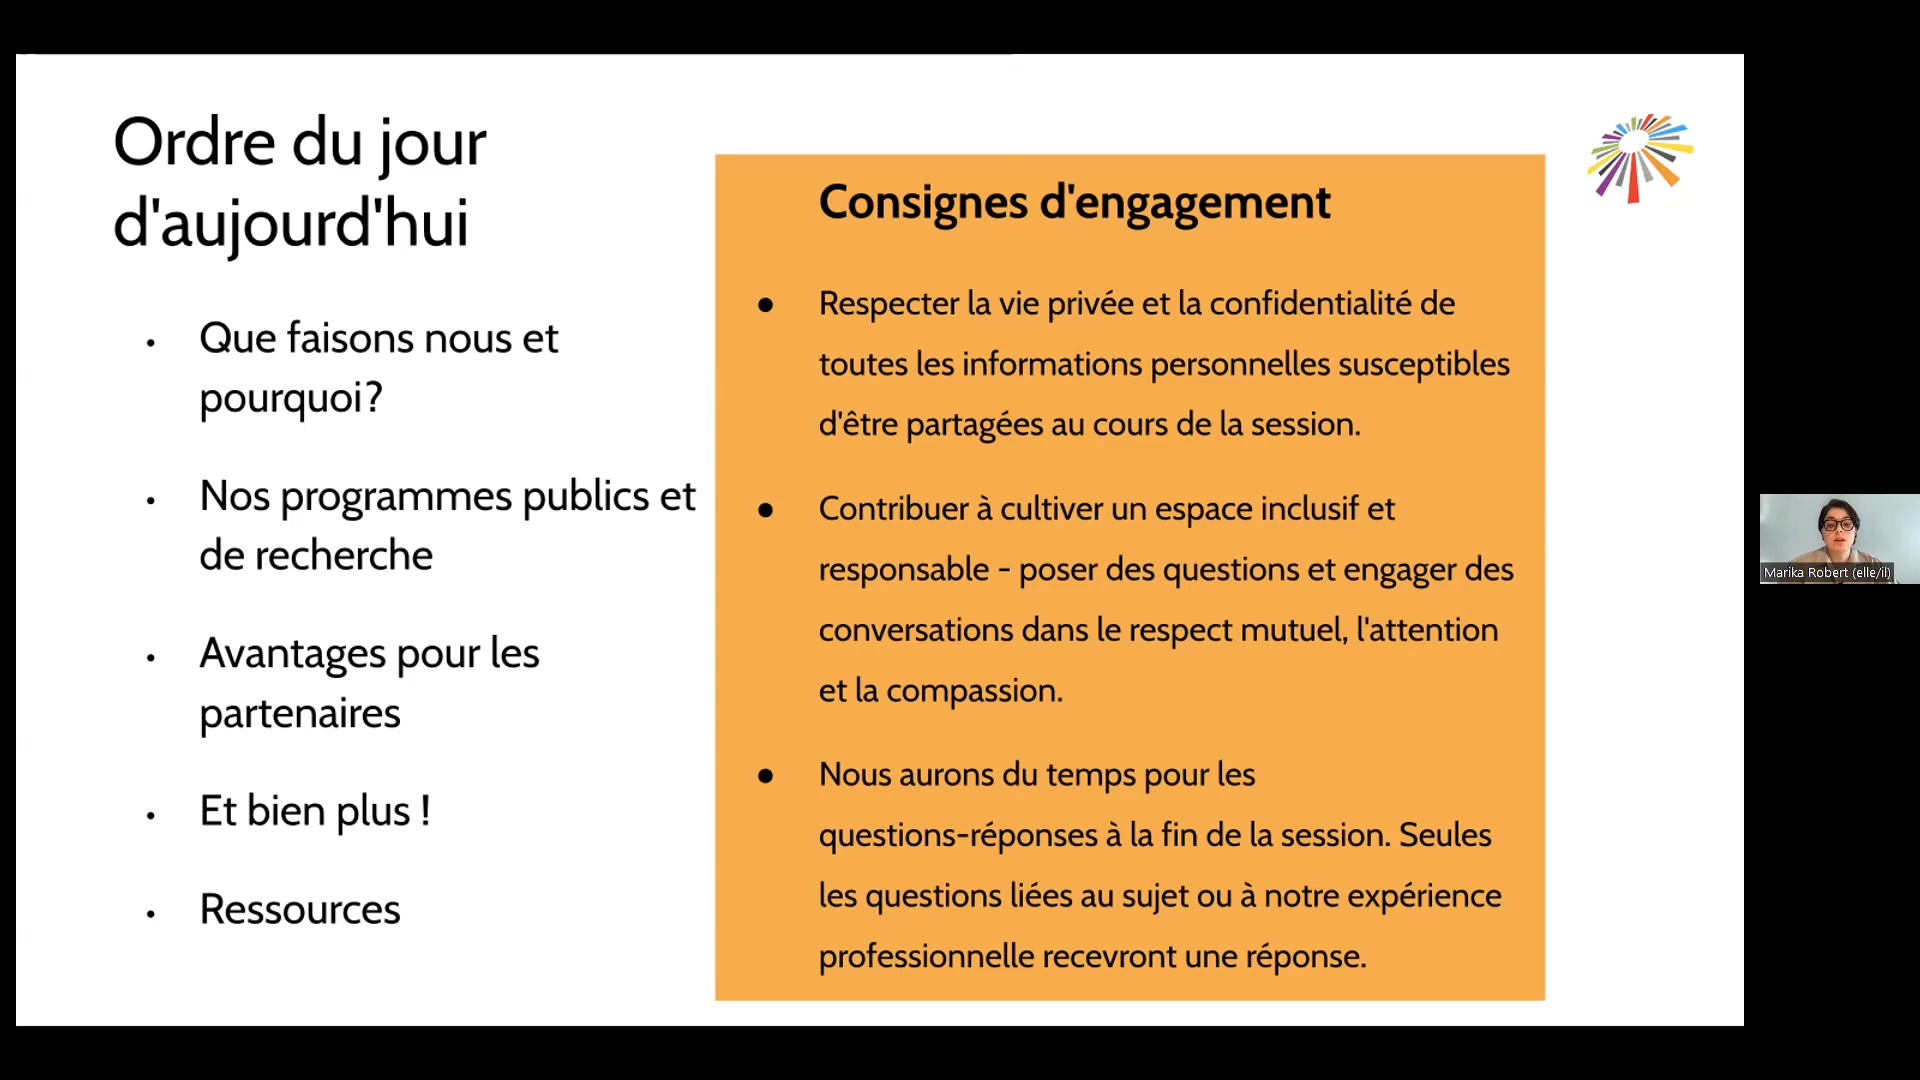 Ordre du jour
d'aujourd'hui
• Que faisons nous et
pourquoi?
• Nos programmes publics et
de recherche
• Avantages pour les
partenaires
• Et bien plus !
• Ressources
Consignes d'engagement
● Respecter la vie privée et la confidentialité de
toutes les informations personnelles susceptibles
d'être partagées au cours de la session.
● Contribuer à cultiver un espace inclusif et
responsable - poser des questions et engager des
conversations dans le respect mutuel, l'attention
et la compassion.
● Nous aurons du temps pour les
questions-réponses à la fin de la session. Seules
les questions liées au sujet ou à notre expérience
professionnelle recevront une réponse.
Marika Robert (elle/il)